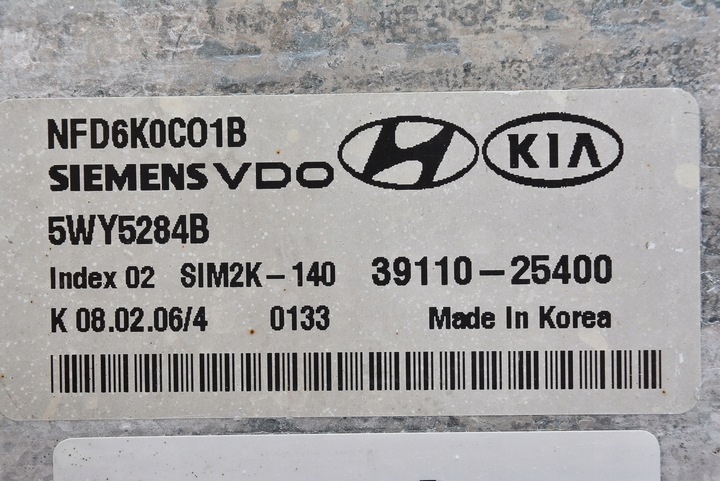 NFD6K0C01B
SIEMENS VDO H KIA
5WY5284B
Index 02 SIM2K-140 39110-25400
K 08.02.06/4 0133 Made In Korea